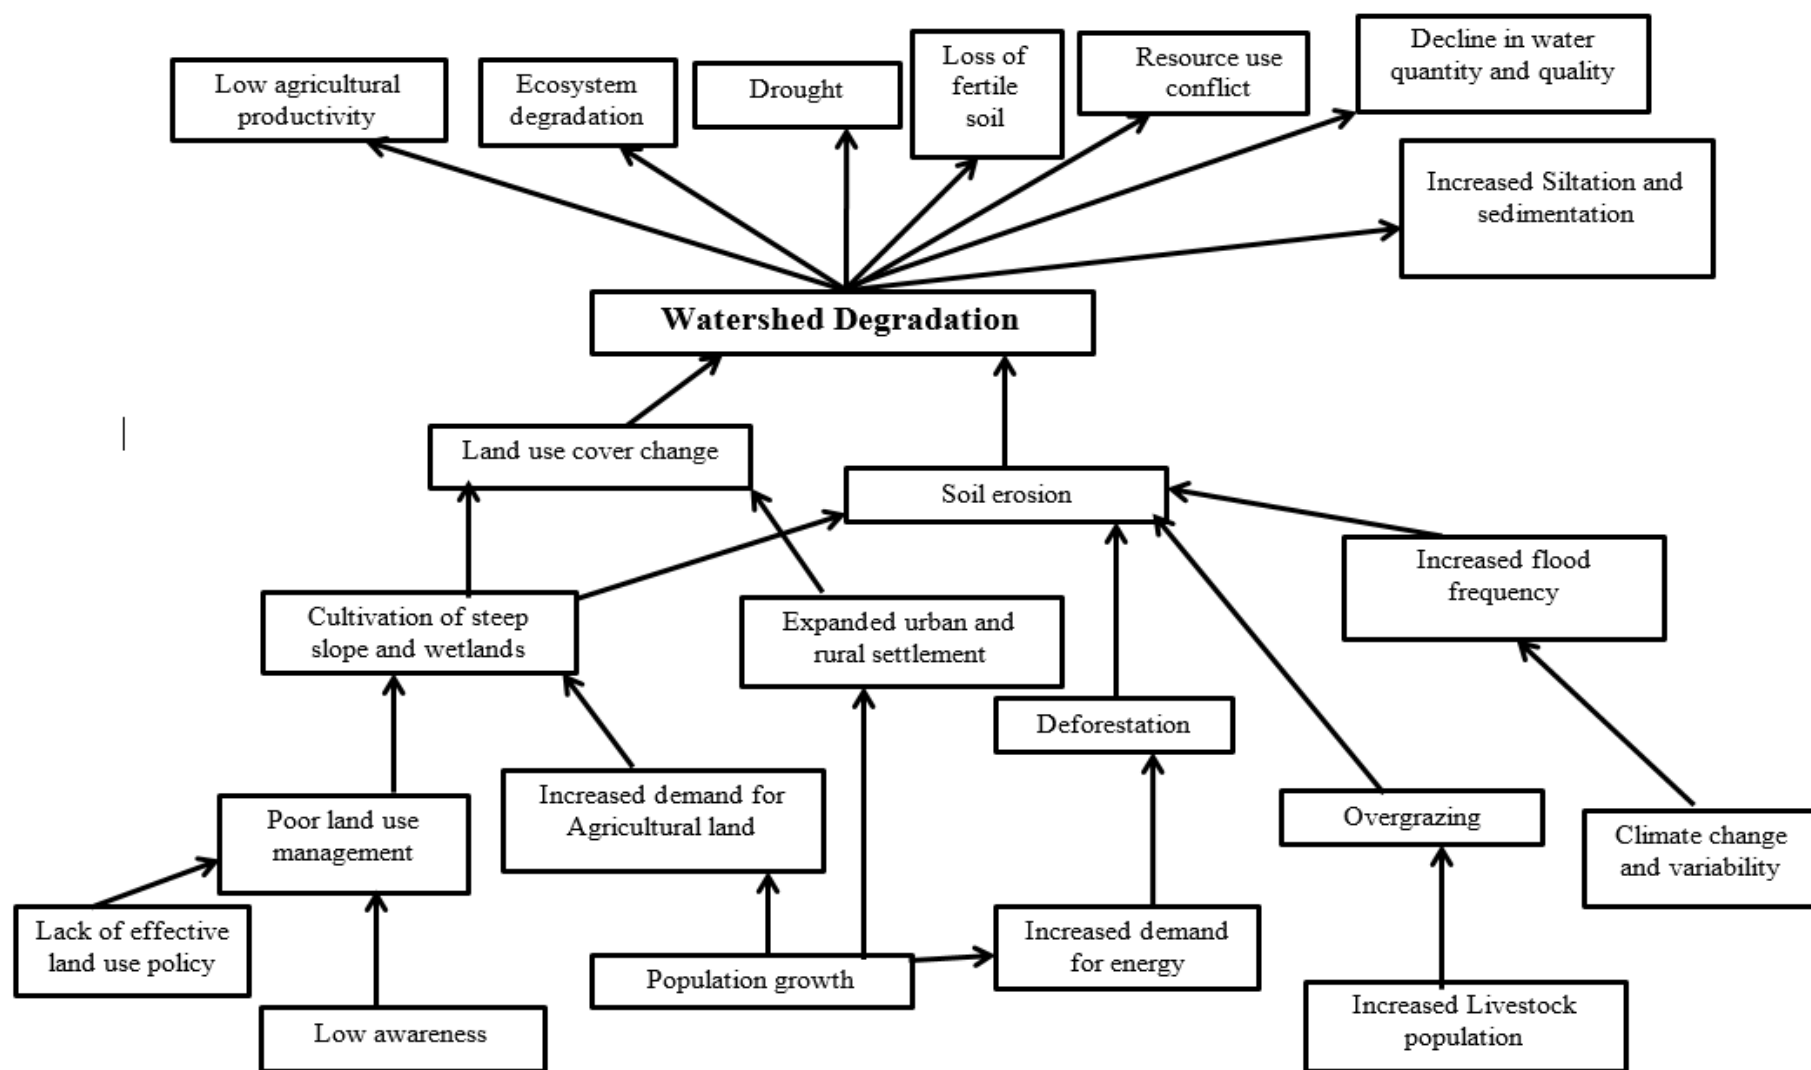 Low agricultural
productivity
Ecosystem
degradation
Drought
Loss of
fertile
soil
Resource use
conflict
Decline in water
quantity and quality
Increased Siltation and
sedimentation
Watershed Degradation
Land use cover change
Soil erosion
Increased flood
frequency
Cultivation of steep
slope and wetlands
Expanded urban and
rural settlement
Deforestation
Increased demand for
Agricultural land
Poor land use
management
Overgrazing
Climate change
and variability
Lack of effective
land use policy
Population growth
Increased demand
for energy
Low awareness
Increased Livestock
population